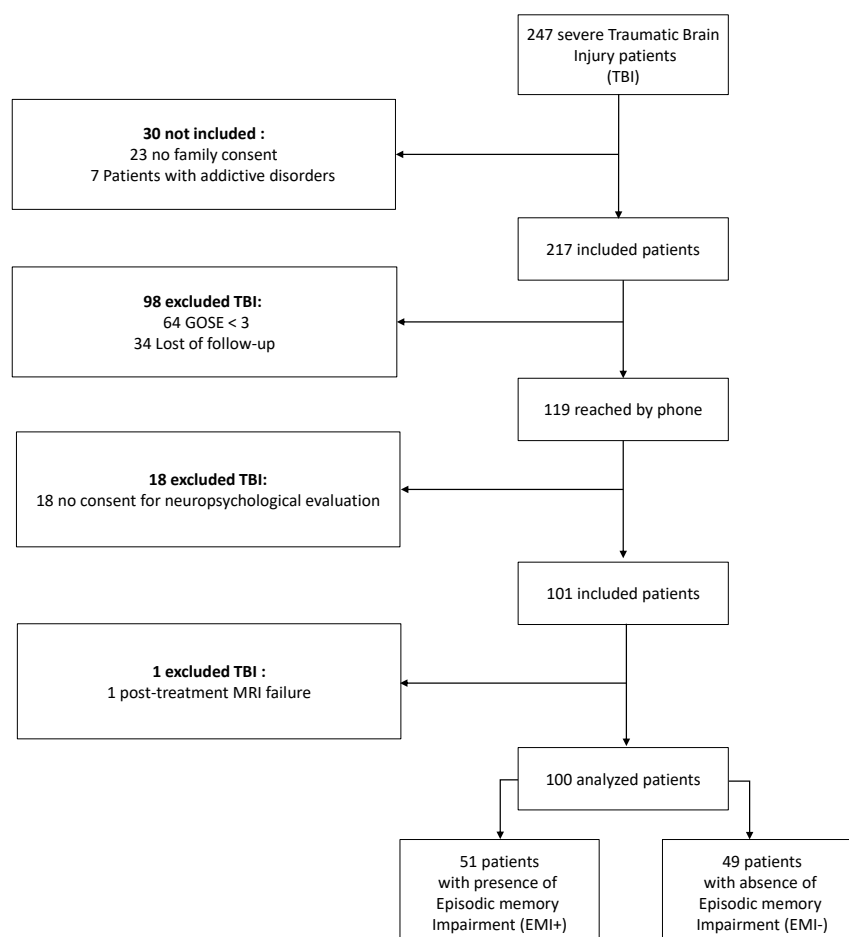 247 severe Traumatic Brain
Injury patients
(TBI)
30 not included :
23 no family consent
7 Patients with addictive disorders
217 included patients
98 excluded TBI:
64 GOSE < 3
34 Lost of follow-up
119 reached by phone
18 excluded TBI:
18 no consent for neuropsychological evaluation
101 included patients
1 excluded TBI :
1 post-treatment MRI failure
100 analyzed patients
51 patients
with presence of
Episodic memory
Impairment (EMI+)
49 patients
with absence of
Episodic memory
Impairment (EMI-)